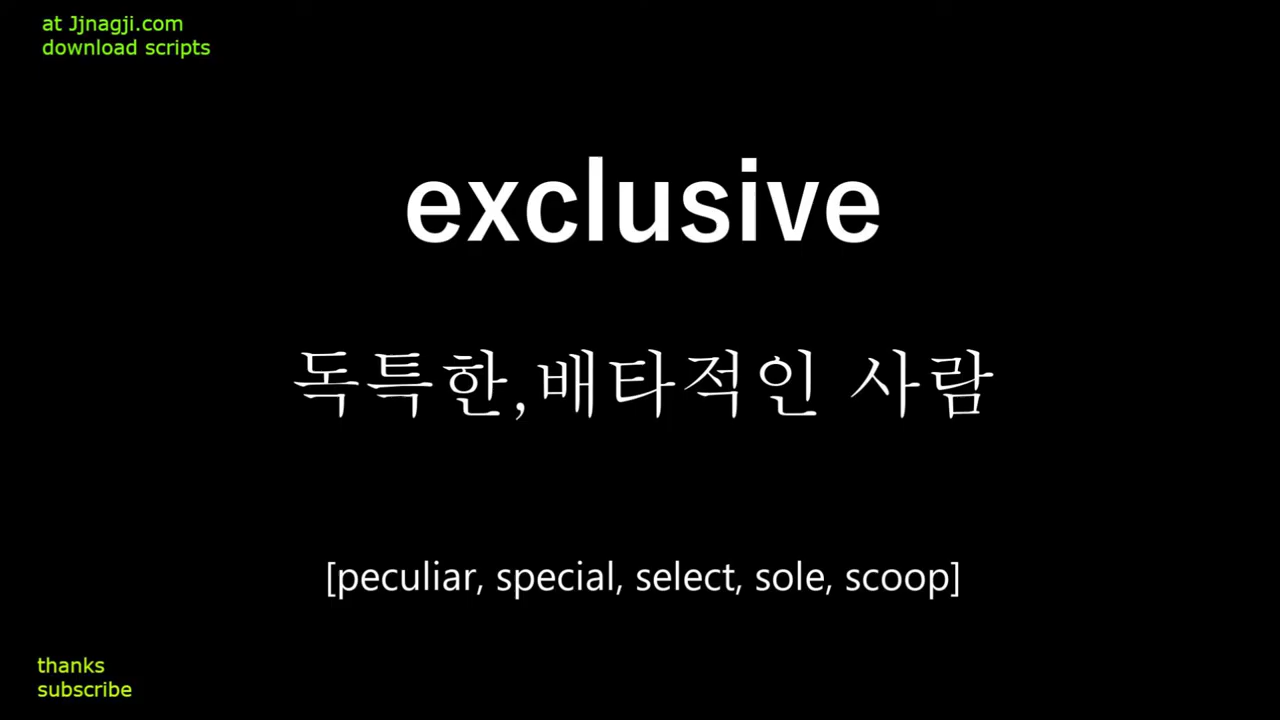 at Jjnagji.com
download scripts
exclusive
독특한,배타적인 사람
[peculiar, special, select, sole, scoop]
thanks
subscribe